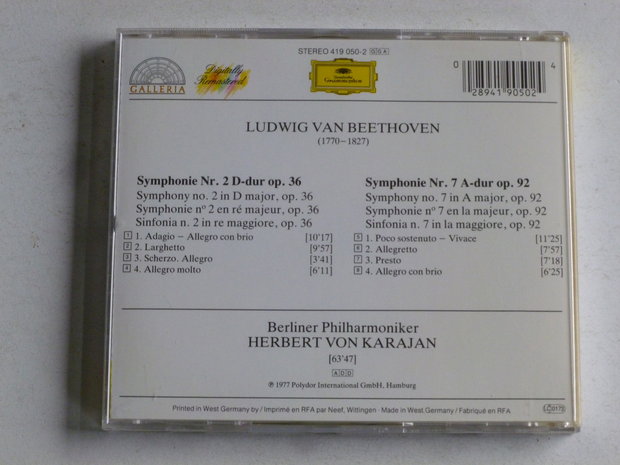 STEREO 419 050-2 GGA
GALLERIA
Digitally
Remastered
Deutsche
Grammophon
0 28941 90502 4
LUDWIG VAN BEETHOVEN
(1770–1827)
Symphonie Nr. 2 D-dur op. 36
Symphony no. 2 in D major, op. 36
Symphonie nº 2 en ré majeur, op. 36
Sinfonia n. 2 in re maggiore, op. 36
1 1. Adagio – Allegro con brio [10'17]
2 2. Larghetto [9'57]
3 3. Scherzo. Allegro [3'41]
4 4. Allegro molto [6'11]
Symphonie Nr. 7 A-dur op. 92
Symphony no. 7 in A major, op. 92
Symphonie nº 7 en la majeur, op. 92
Sinfonia n. 7 in la maggiore, op. 92
5 1. Poco sostenuto – Vivace [11'25]
6 2. Allegretto [7'57]
7 3. Presto [7'18]
8 4. Allegro con brio [6'25]
Berliner Philharmoniker
HERBERT VON KARAJAN
[63'47]
ADD
℗ 1977 Polydor International GmbH, Hamburg
Printed in West Germany by / Imprimé en RFA par Neef, Wittingen · Made in West Germany / Fabriqué en RFA
LC 0173